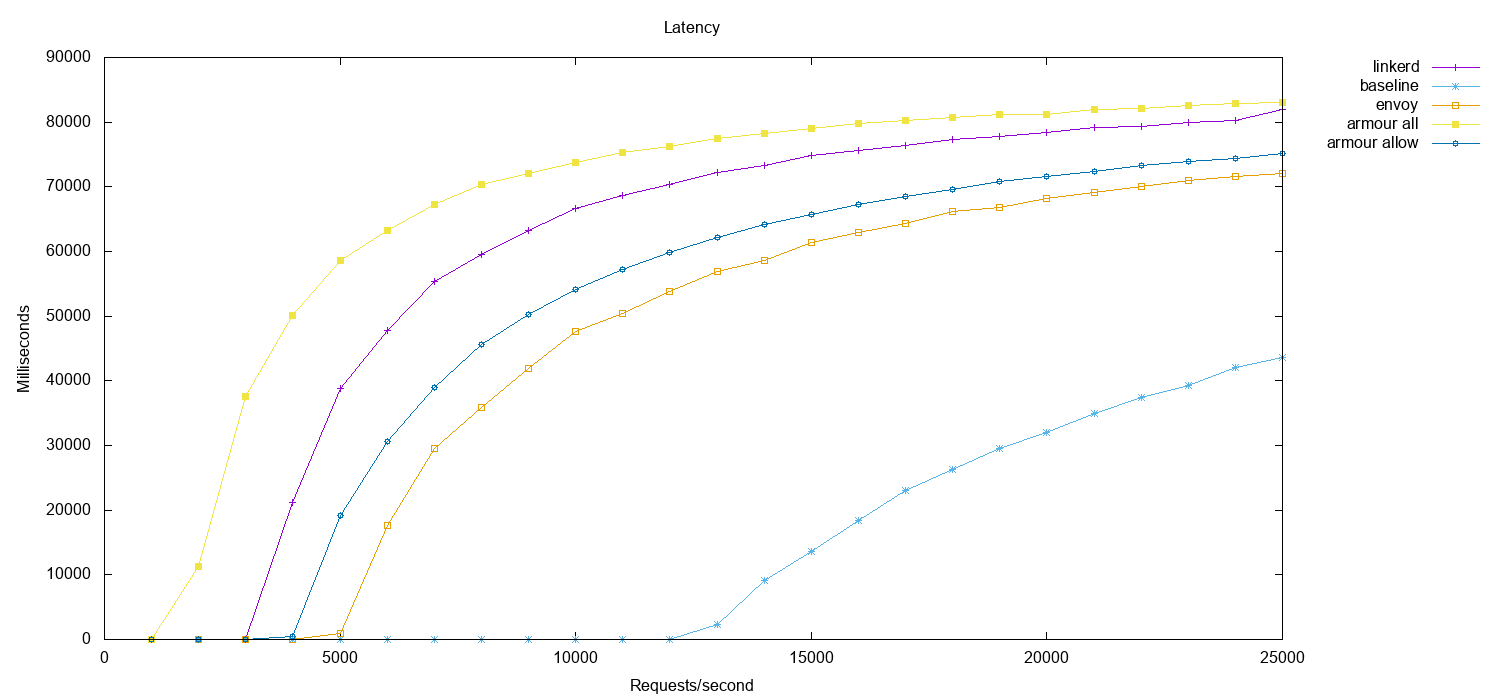 Latency
90000
80000
70000
60000
50000
40000
30000
20000
10000
0
Milliseconds
0 5000 10000 15000 20000 25000
Requests/second
linkerd
baseline
envoy
armour all
armour allow